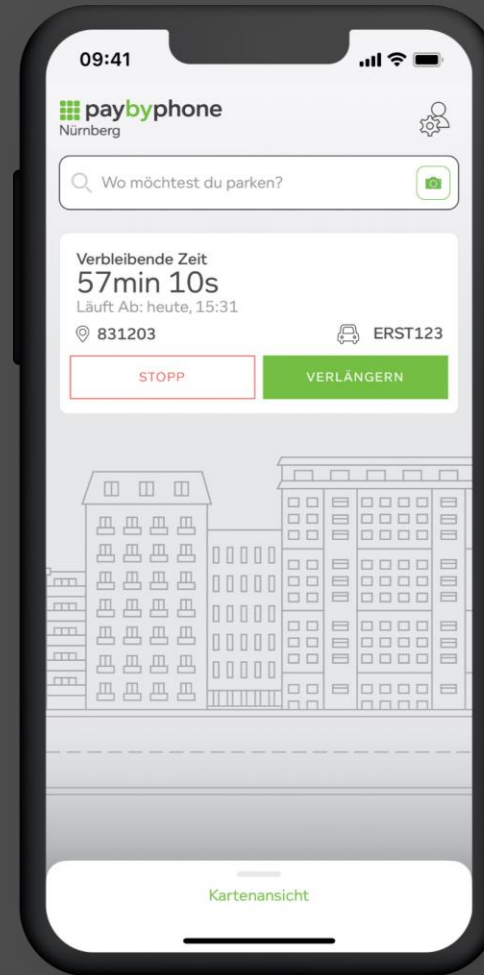 09:41
paybyphone
Nürnberg
Wo möchtest du parken?
Verbleibende Zeit
57min 10s
Läuft Ab: heute, 15:31
831203 ERST123
STOPP VERLÄNGERN
Kartenansicht